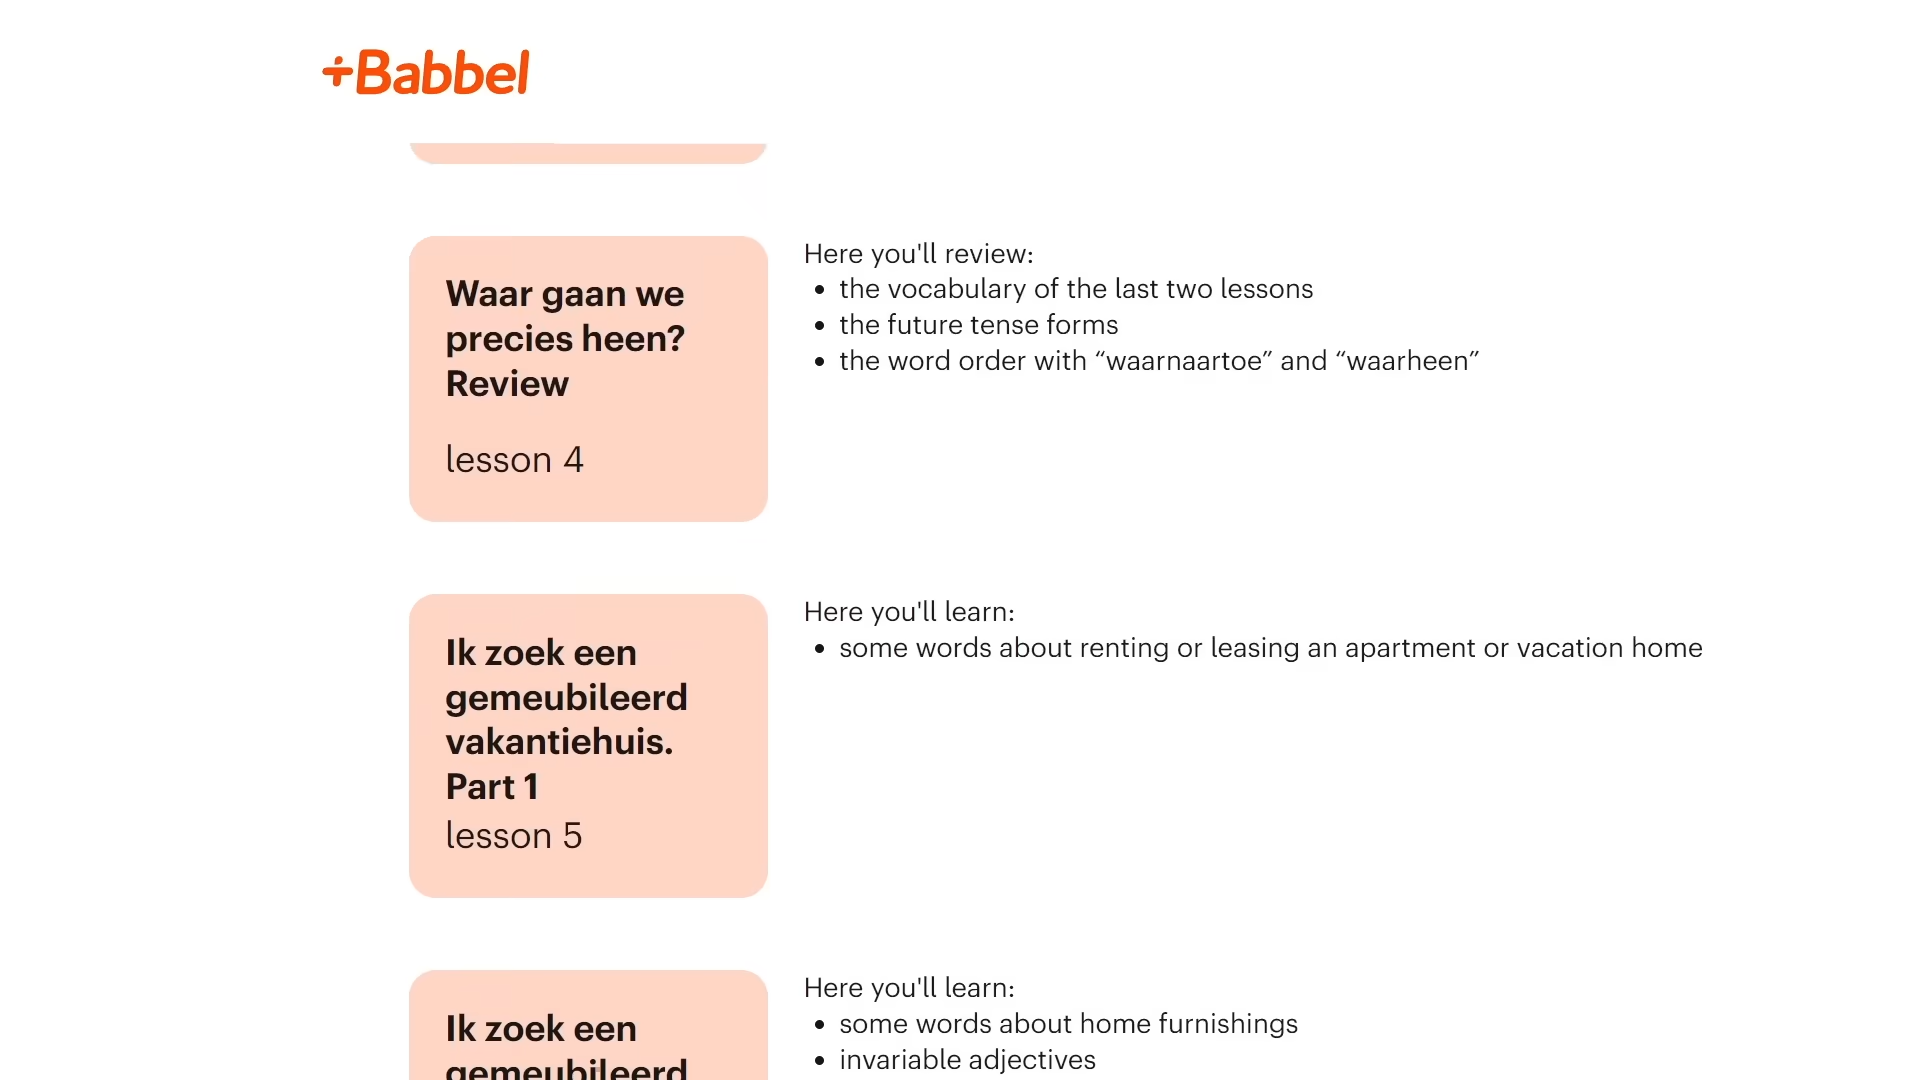 +Babbel
Waar gaan we
precies heen?
Review
lesson 4
Here you'll review:
• the vocabulary of the last two lessons
• the future tense forms
• the word order with “waarnaartoe” and “waarheen”
Ik zoek een
gemeubileerd
vakantiehuis.
Part 1
lesson 5
Here you'll learn:
• some words about renting or leasing an apartment or vacation home
Ik zoek een
gemeubileerd
Here you'll learn:
• some words about home furnishings
• invariable adjectives